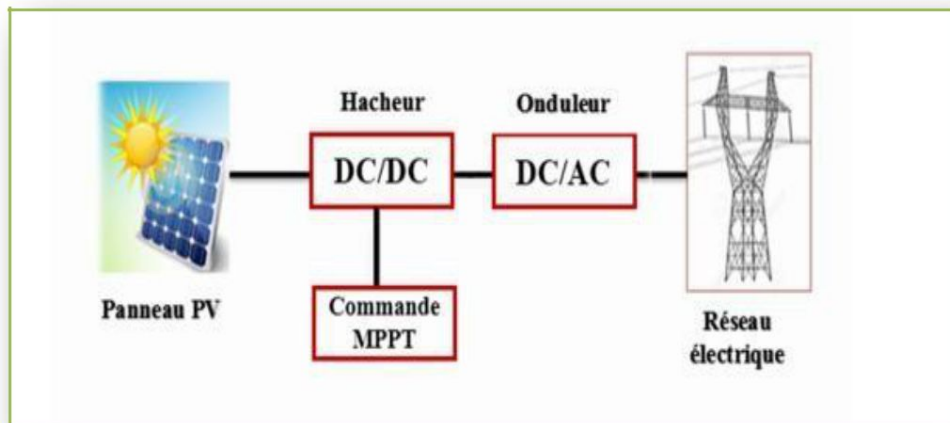 Hacheur
Onduleur
DC/DC
DC/AC
Panneau PV
Commande
MPPT
Réseau
électrique